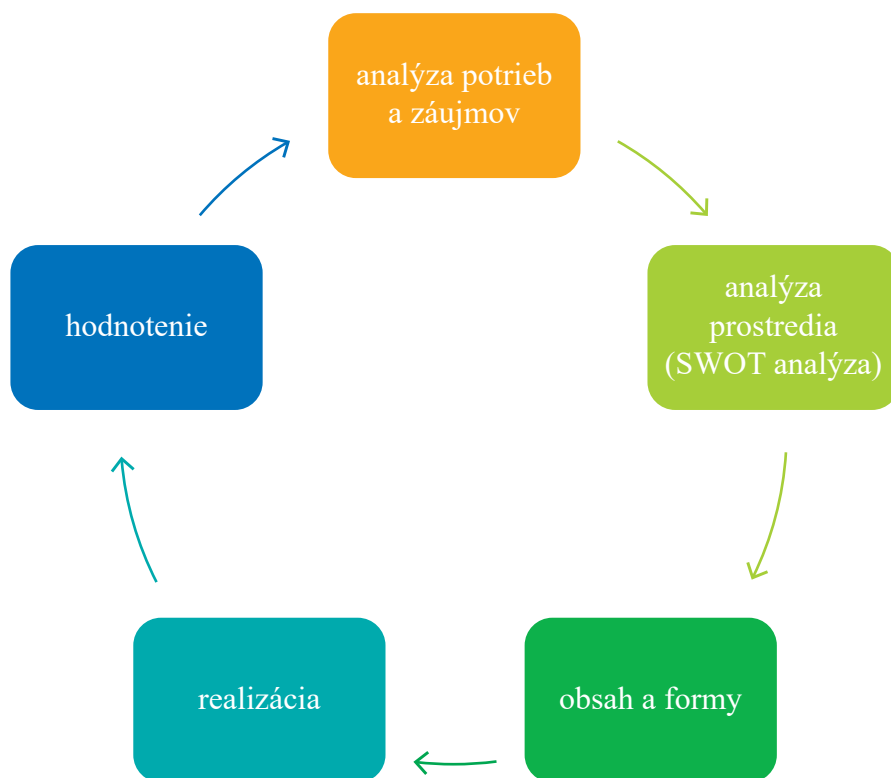 analýza potrieb
a záujmov
analýza
prostredia
(SWOT analýza)
hodnotenie
realizácia
obsah a formy